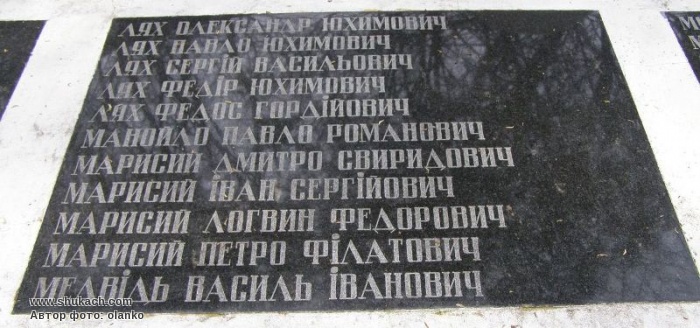 ЛЯХ ОЛЕКСАНДР ЮХИМОВИЧ
ЛЯХ ПАВЛО ЮХИМОВИЧ
ЛЯХ СЕРГІЙ ВАСИЛЬОВИЧ
ЛЯХ ФЕДІР ЮХИМОВИЧ
ЛЯХ ФЕДОС ГОРДІЙОВИЧ
МАНОЙЛО ПАВЛО РОМАНОВИЧ
МАРИСИЙ ДМИТРО СВИРИДОВИЧ
МАРИСИЙ ІВАН СЕРГІЙОВИЧ
МАРИСИЙ ЛОГВИН ФЕДОРОВИЧ
МАРИСИЙ ПЕТРО ФІЛАТОВИЧ
МЕДВІДЬ ВАСИЛЬ ІВАНОВИЧ
www.shukach.com
Автор фото: olanko